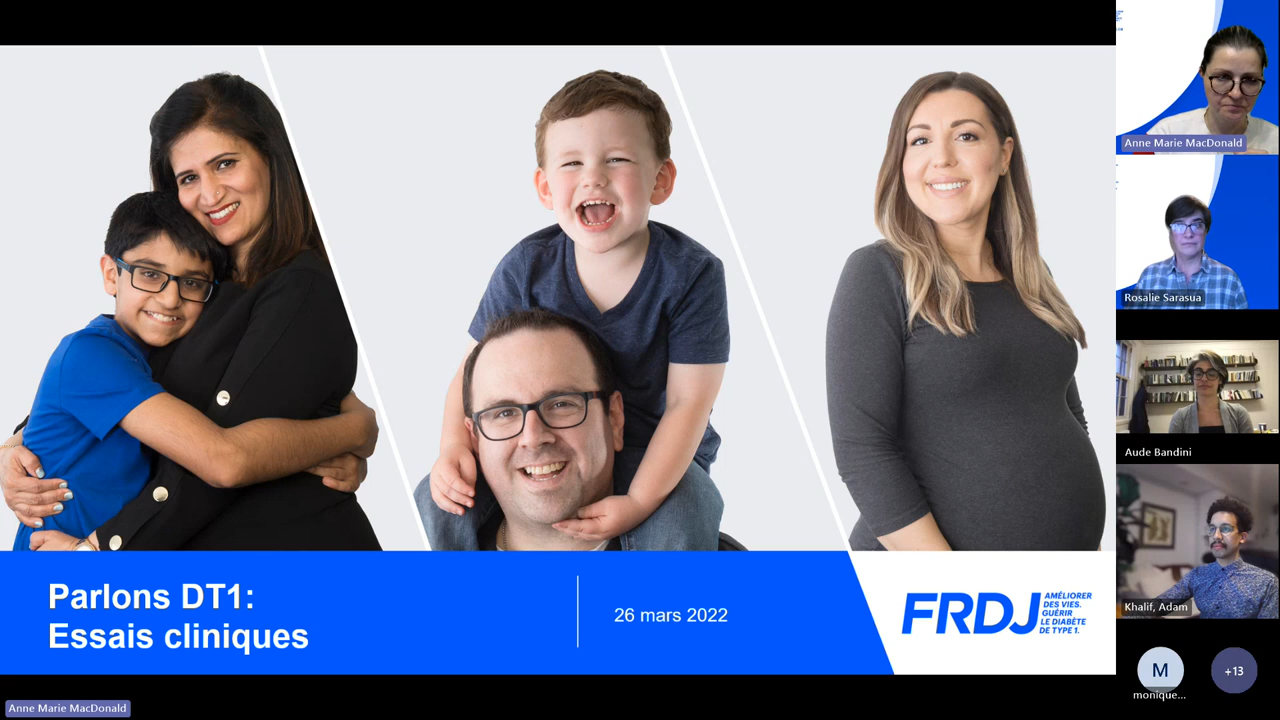 Parlons DT1:
Essais cliniques
26 mars 2022
FRDJ
AMÉLIORER
DES VIES.
GUÉRIR
LE DIABÈTE
DE TYPE 1.
Anne Marie MacDonald
Anne Marie MacDonald
Rosalie Sarasua
Aude Bandini
Khalif, Adam
M
monique...
+13